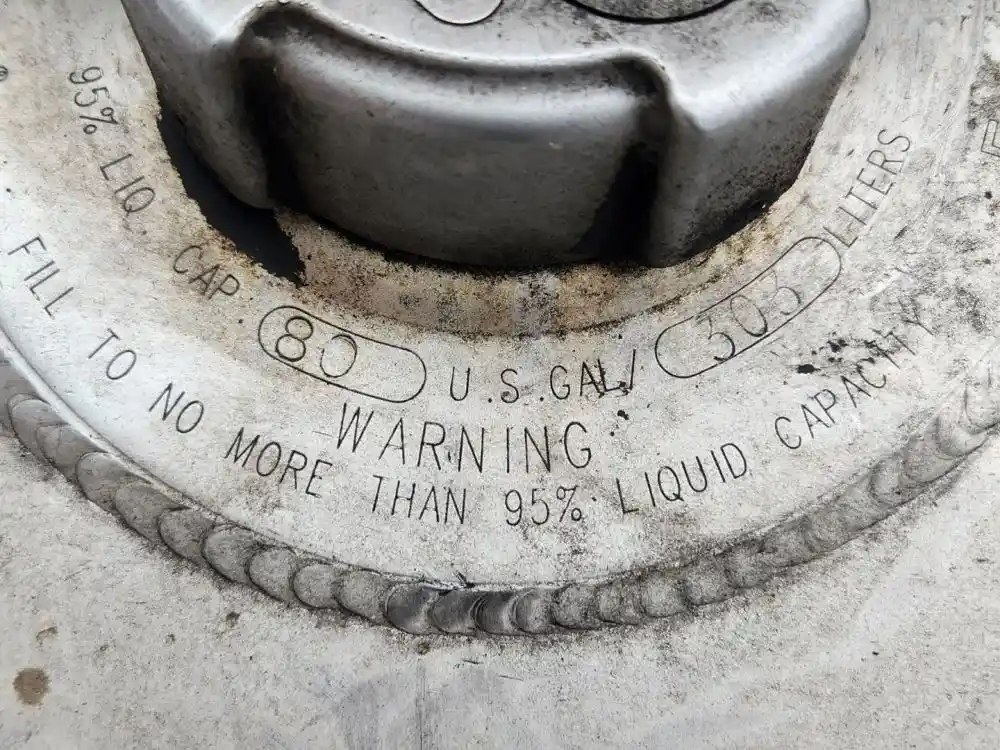 95% LIQ CAP 80 U.S.GAL/ 303 LITERS
WARNING
FILL TO NO MORE THAN 95% LIQUID CAPACITY